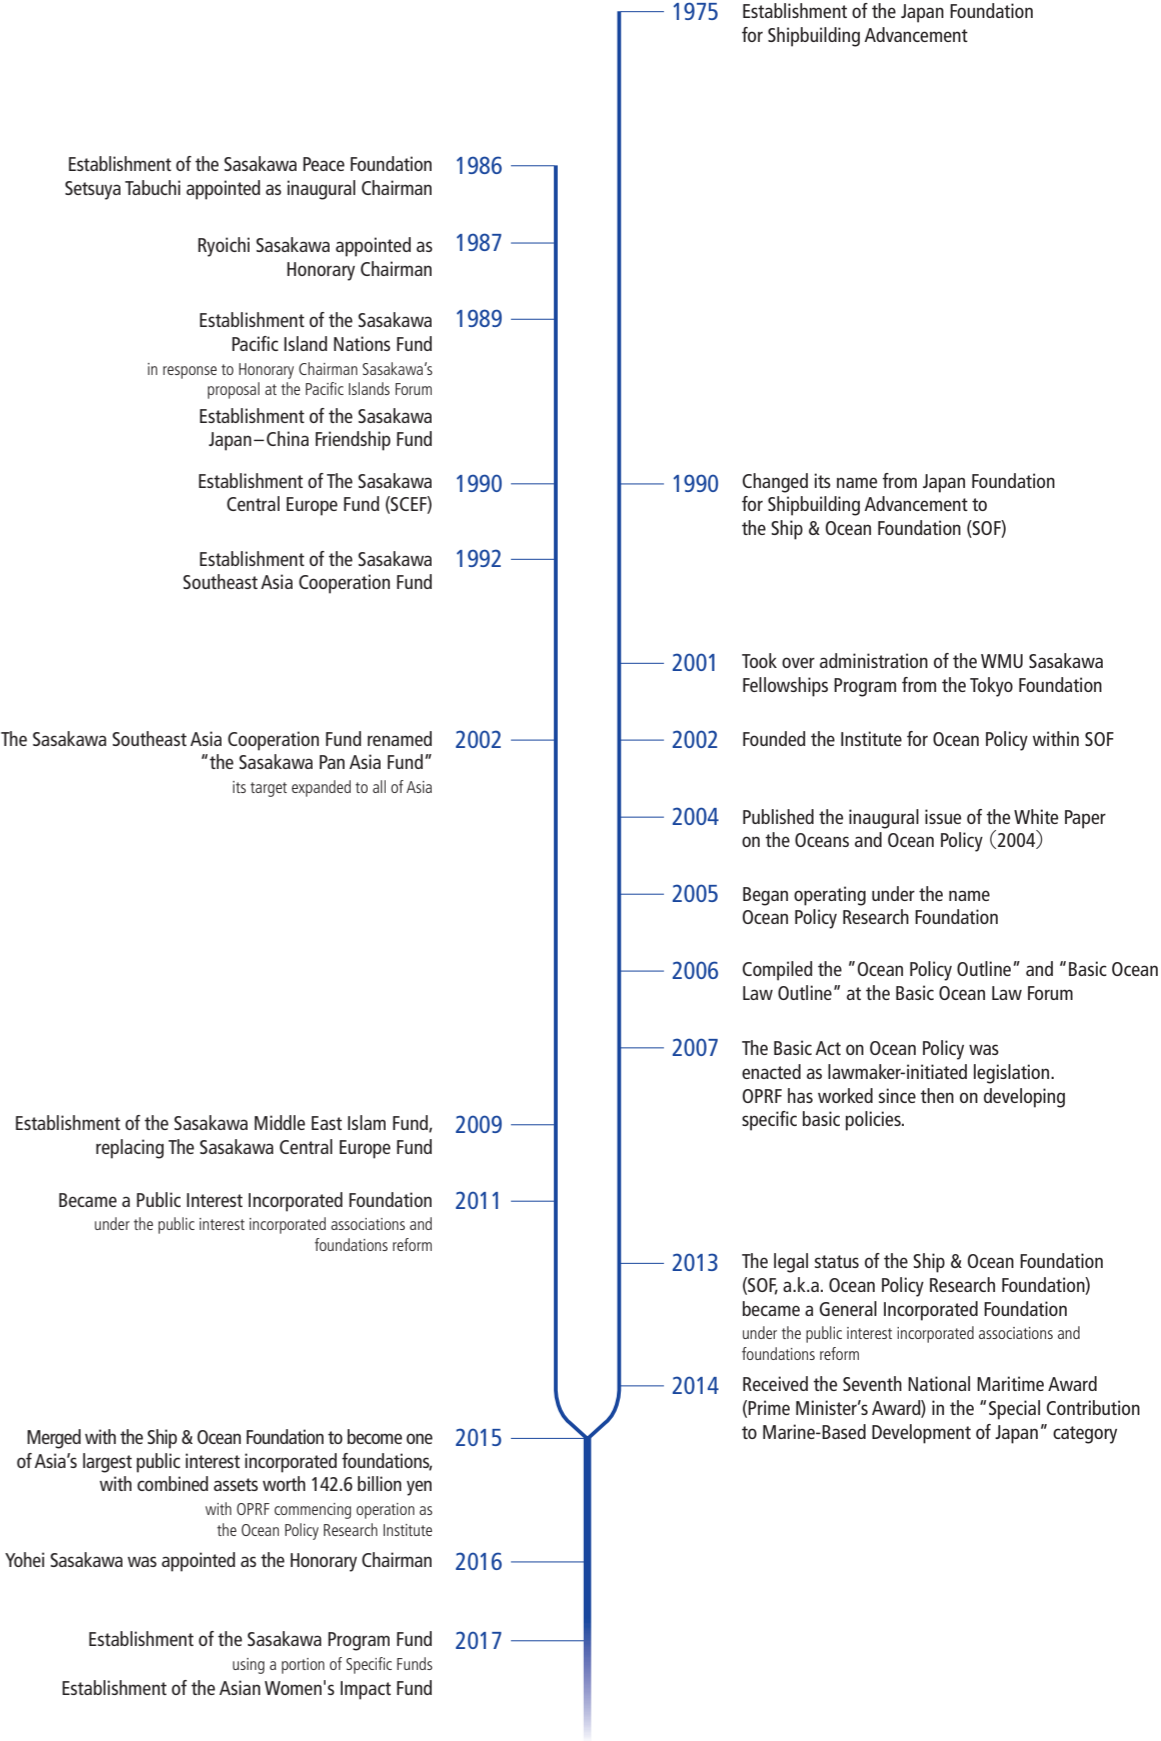 1975 Establishment of the Japan Foundation
for Shipbuilding Advancement
Establishment of the Sasakawa Peace Foundation 1986
Setsuya Tabuchi appointed as inaugural Chairman
Ryoichi Sasakawa appointed as 1987
Honorary Chairman
Establishment of the Sasakawa 1989
Pacific Island Nations Fund
in response to Honorary Chairman Sasakawa’s
proposal at the Pacific Islands Forum
Establishment of the Sasakawa
Japan–China Friendship Fund
Establishment of The Sasakawa 1990
Central Europe Fund (SCEF)
1990 Changed its name from Japan Foundation
for Shipbuilding Advancement to
the Ship & Ocean Foundation (SOF)
Establishment of the Sasakawa 1992
Southeast Asia Cooperation Fund
2001 Took over administration of the WMU Sasakawa
Fellowships Program from the Tokyo Foundation
The Sasakawa Southeast Asia Cooperation Fund renamed 2002
“the Sasakawa Pan Asia Fund”
its target expanded to all of Asia
2002 Founded the Institute for Ocean Policy within SOF
2004 Published the inaugural issue of the White Paper
on the Oceans and Ocean Policy（2004）
2005 Began operating under the name
Ocean Policy Research Foundation
2006 Compiled the ”Ocean Policy Outline” and “Basic Ocean
Law Outline” at the Basic Ocean Law Forum
2007 The Basic Act on Ocean Policy was
enacted as lawmaker-initiated legislation.
OPRF has worked since then on developing
specific basic policies.
Establishment of the Sasakawa Middle East Islam Fund, 2009
replacing The Sasakawa Central Europe Fund
Became a Public Interest Incorporated Foundation 2011
under the public interest incorporated associations and
foundations reform
2013 The legal status of the Ship & Ocean Foundation
(SOF, a.k.a. Ocean Policy Research Foundation)
became a General Incorporated Foundation
under the public interest incorporated associations and
foundations reform
2014 Received the Seventh National Maritime Award
(Prime Minister’s Award) in the “Special Contribution
to Marine-Based Development of Japan” category
Merged with the Ship & Ocean Foundation to become one 2015
of Asia’s largest public interest incorporated foundations,
with combined assets worth 142.6 billion yen
with OPRF commencing operation as
the Ocean Policy Research Institute
Yohei Sasakawa was appointed as the Honorary Chairman 2016
Establishment of the Sasakawa Program Fund 2017
using a portion of Specific Funds
Establishment of the Asian Women's Impact Fund